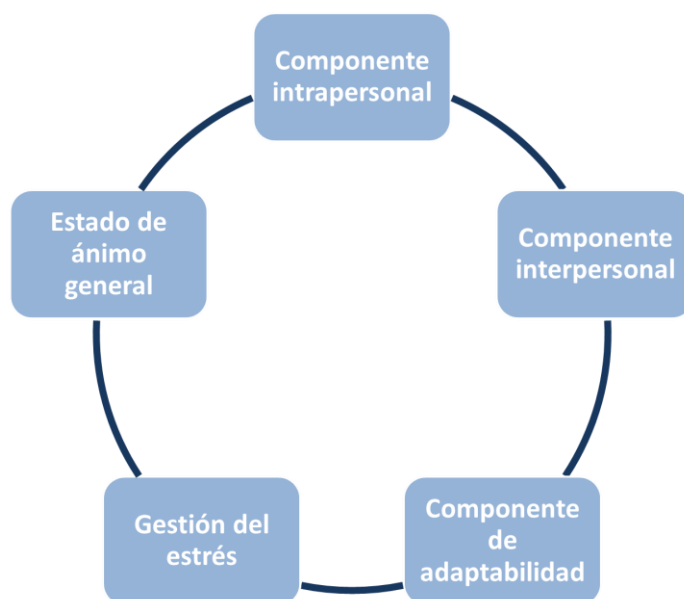 Componente
intrapersonal
Componente
interpersonal
Componente
de
adaptabilidad
Gestión del
estrés
Estado de
ánimo
general